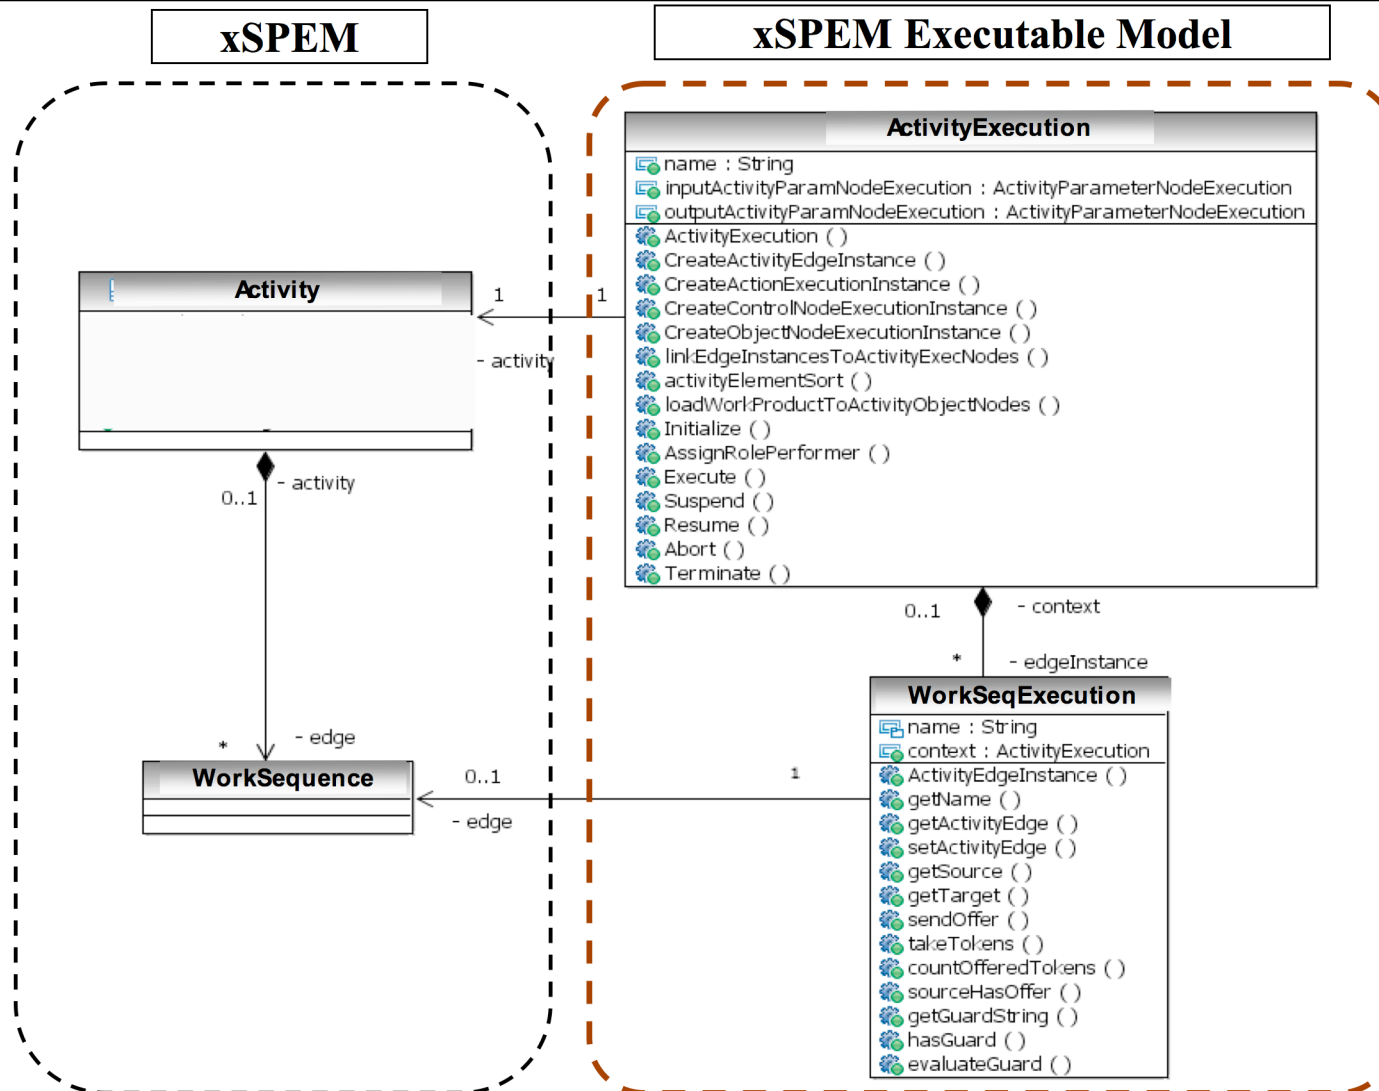 xSPEM
xSPEM Executable Model
Activity
- activity
0..1
- activity
*
- edge
WorkSequence
1
1
0..1
1
- edge
ActivityExecution
name : String
inputActivityParamNodeExecution : ActivityParameterNodeExecution
outputActivityParamNodeExecution : ActivityParameterNodeExecution
ActivityExecution ( )
CreateActivityEdgeInstance ( )
CreateActionExecutionInstance ( )
CreateControlNodeExecutionInstance ( )
CreateObjectNodeExecutionInstance ( )
linkEdgeInstancesToActivityExecNodes ( )
activityElementSort ( )
loadWorkProductToActivityObjectNodes ( )
Initialize ( )
AssignRolePerformer ( )
Execute ( )
Suspend ( )
Resume ( )
Abort ( )
Terminate ( )
0..1
- context
*
- edgeInstance
WorkSeqExecution
name : String
context : ActivityExecution
ActivityEdgeInstance ( )
getName ( )
getActivityEdge ( )
setActivityEdge ( )
getSource ( )
getTarget ( )
sendOffer ( )
takeTokens ( )
countOfferedTokens ( )
sourceHasOffer ( )
getGuardString ( )
hasGuard ( )
evaluateGuard ( )